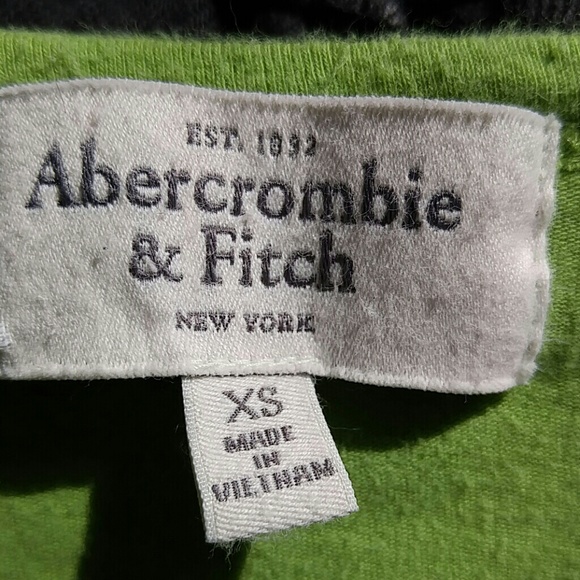 EST. 1892
Abercrombie
& Fitch
NEW YORK
XS
MADE
IN
VIETNAM